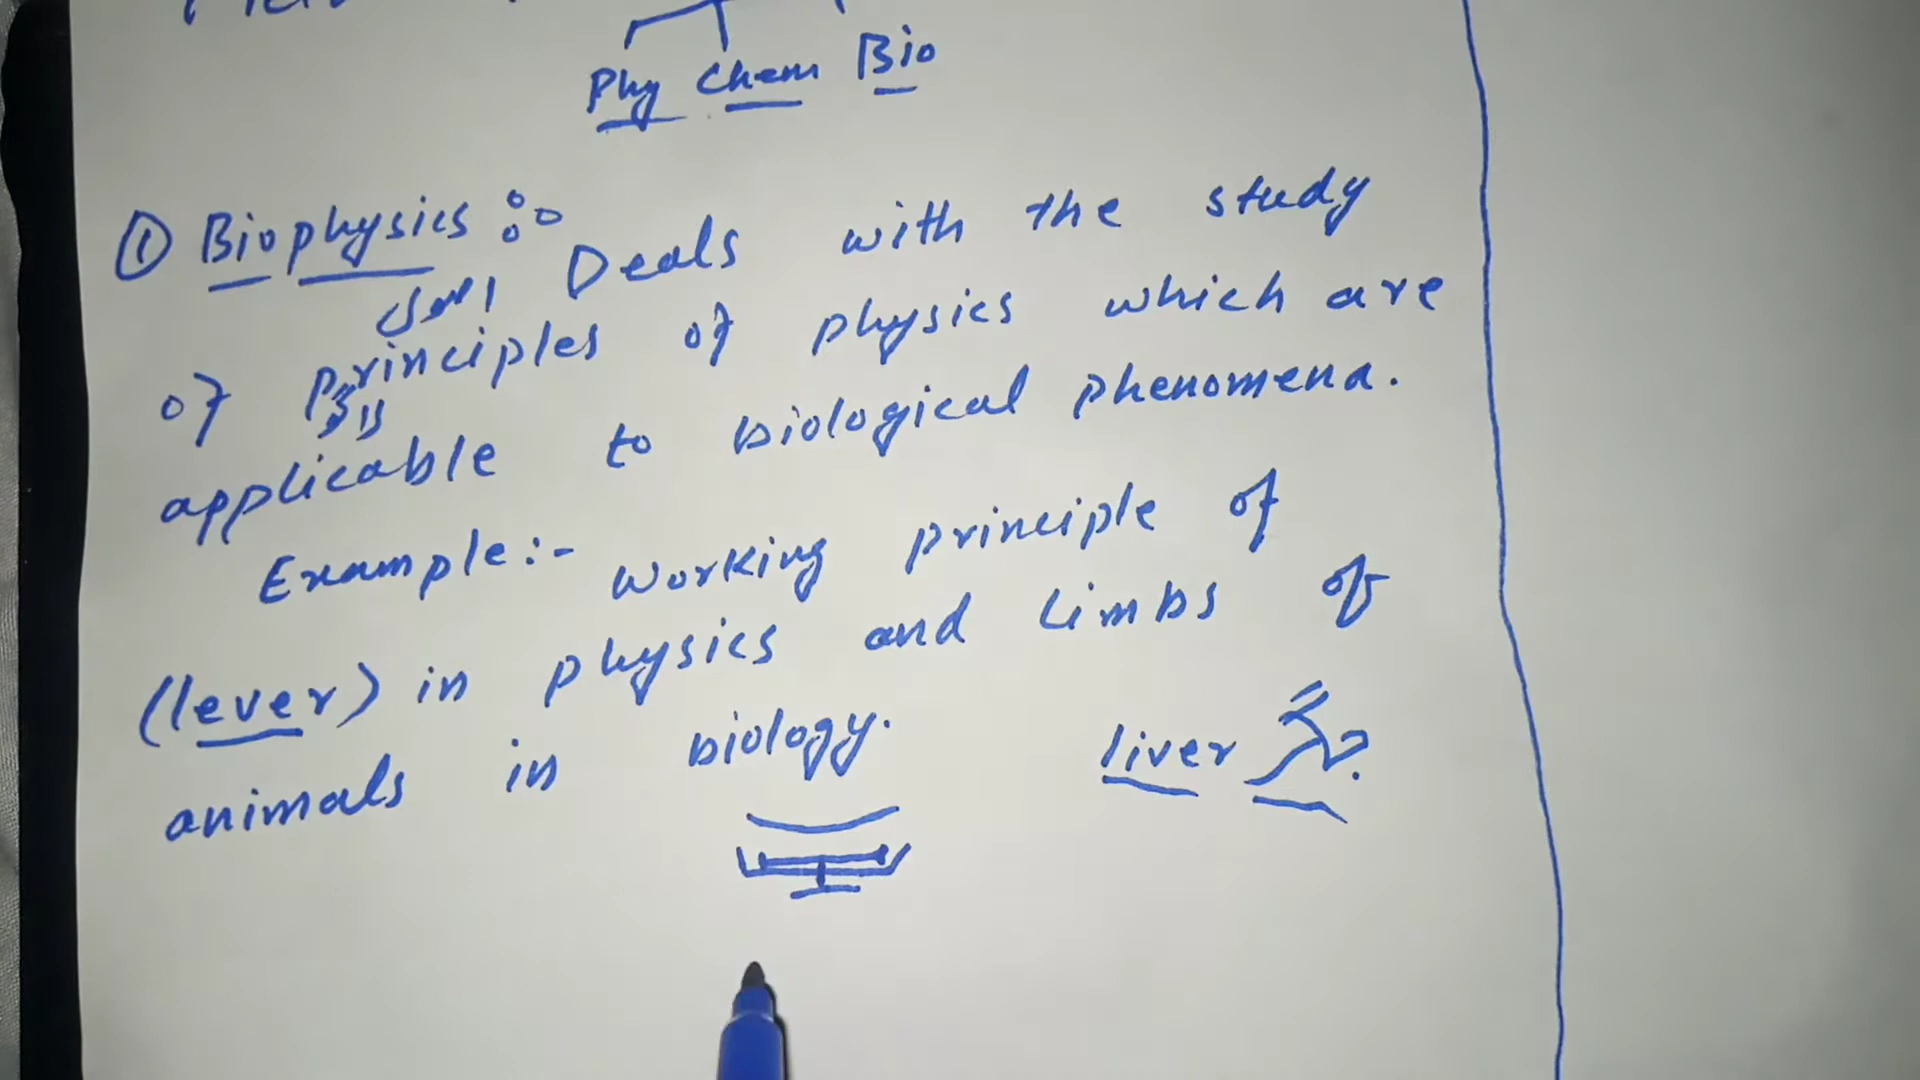 Phy Chem Bio
① Biophysics :- Deals with the study
of Principles of physics which are
applicable to biological phenomena.
Example:- Working principle of
(lever) in physics and limbs of
animals in biology.
liver